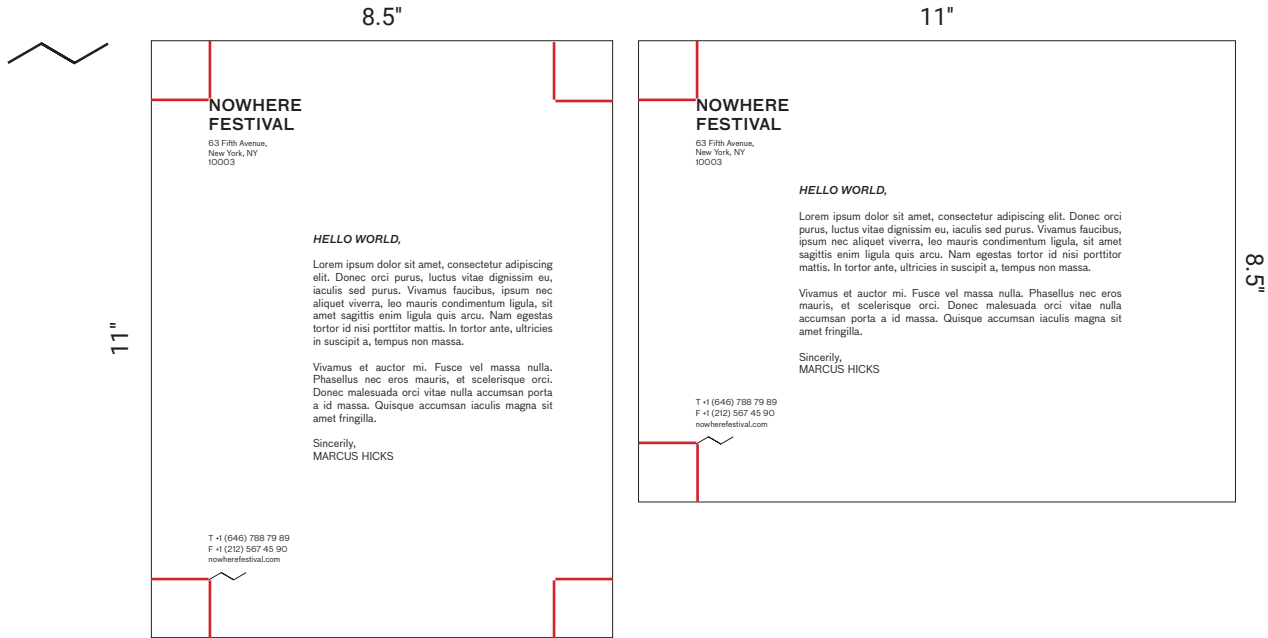 8.5"
11"
NOWHERE
FESTIVAL
63 Fifth Avenue,
New York, NY
10003
HELLO WORLD,
Lorem ipsum dolor sit amet, consectetur adipiscing
elit. Donec orci purus, luctus vitae dignissim eu,
iaculis sed purus. Vivamus faucibus, ipsum nec
aliquet viverra, leo mauris condimentum ligula, sit
amet sagittis enim ligula quis arcu. Nam egestas
tortor id nisi porttitor mattis. In tortor ante, ultricies
in suscipit a, tempus non massa.
Vivamus et auctor mi. Fusce vel massa nulla.
Phasellus nec eros mauris, et scelerisque orci.
Donec malesuada orci vitae nulla accumsan porta
a id massa. Quisque accumsan iaculis magna sit
amet fringilla.
Sincerily,
MARCUS HICKS
T +1 (646) 788 79 89
F +1 (212) 567 45 90
nowherefestival.com
11"
NOWHERE
FESTIVAL
63 Fifth Avenue,
New York, NY
10003
HELLO WORLD,
Lorem ipsum dolor sit amet, consectetur adipiscing elit. Donec orci
purus, luctus vitae dignissim eu, iaculis sed purus. Vivamus faucibus,
ipsum nec aliquet viverra, leo mauris condimentum ligula, sit amet
sagittis enim ligula quis arcu. Nam egestas tortor id nisi porttitor
mattis. In tortor ante, ultricies in suscipit a, tempus non massa.
Vivamus et auctor mi. Fusce vel massa nulla. Phasellus nec eros
mauris, et scelerisque orci. Donec malesuada orci vitae nulla
accumsan porta a id massa. Quisque accumsan iaculis magna sit
amet fringilla.
Sincerily,
MARCUS HICKS
T +1 (646) 788 79 89
F +1 (212) 567 45 90
nowherefestival.com
8.5"